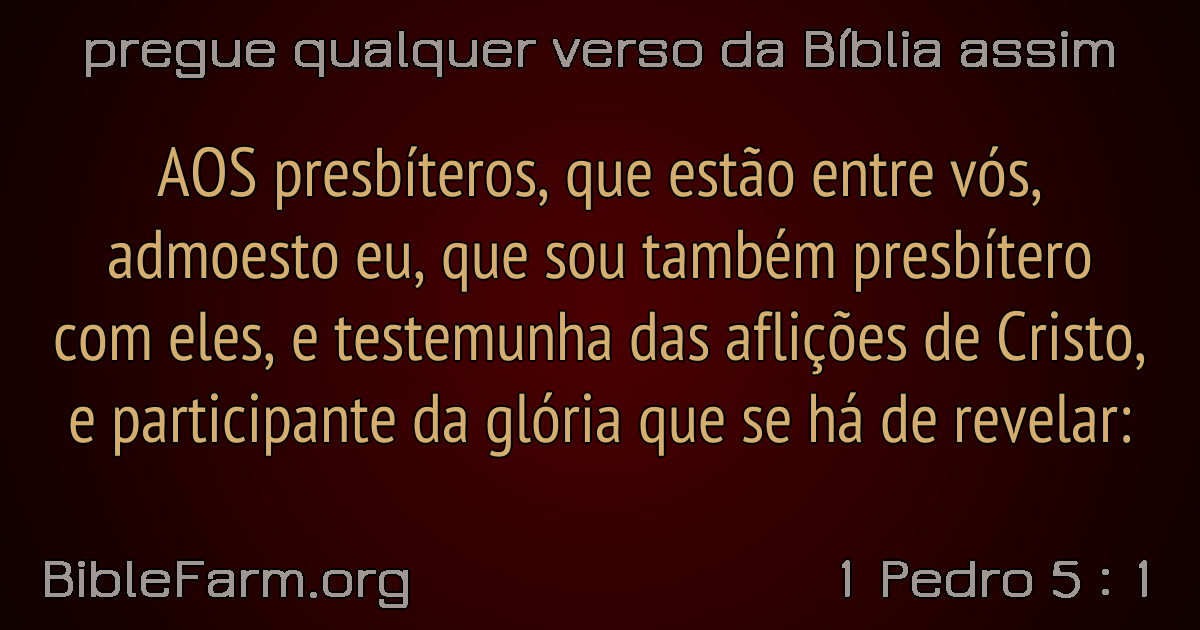 pregue qualquer verso da Bíblia assim
AOS presbíteros, que estão entre vós,
admoesto eu, que sou também presbítero
com eles, e testemunha das aflições de Cristo,
e participante da glória que se há de revelar:
BibleFarm.org
1 Pedro 5 : 1